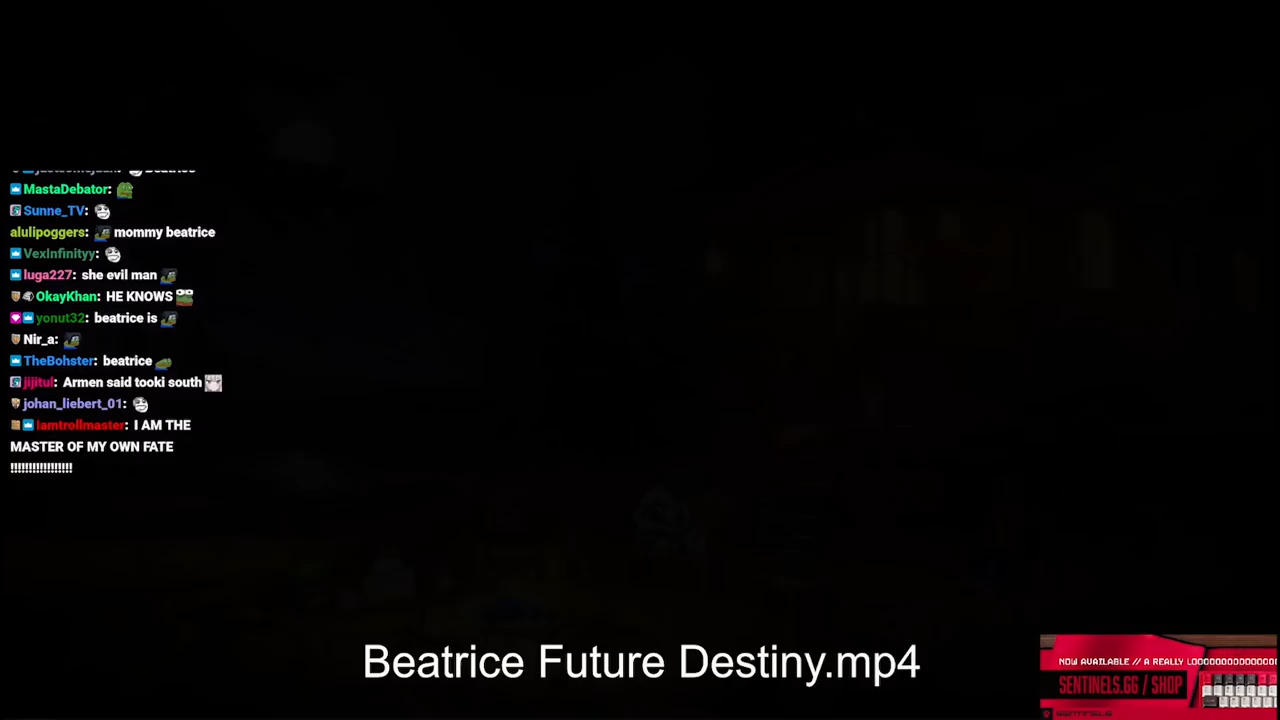 MastaDebator:
Sunne_TV:
alulipoggers: mommy beatrice
VexInfinityy:
luga227: she evil man
OkayKhan: HE KNOWS
yonut32: beatrice is
Nir_a:
TheBohster: beatrice
jijitul: Armen said tooki south
johan_liebert_01:
Iamtrollmaster: I AM THE
MASTER OF MY OWN FATE
!!!!!!!!!!!!!!!!!
Beatrice Future Destiny.mp4
NOW AVAILABLE // A REALLY
SENTINELS.GG / SHOP
SENTINELS